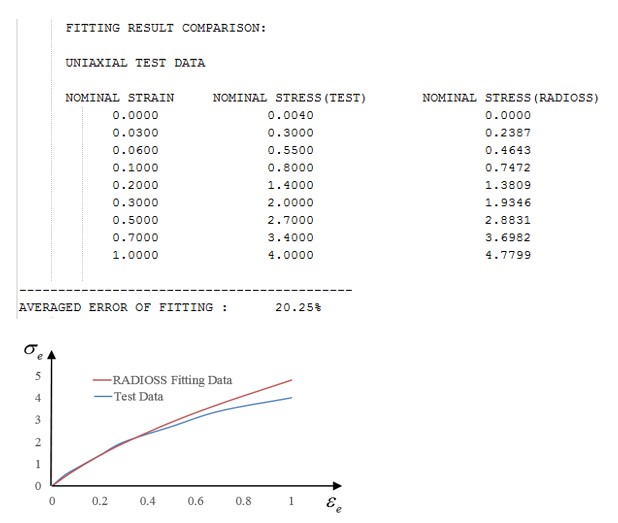 FITTING RESULT COMPARISON:
UNIAXIAL TEST DATA
NOMINAL STRAIN NOMINAL STRESS(TEST) NOMINAL STRESS(RADIOSS)
0.0000 0.0040 0.0000
0.0300 0.3000 0.2387
0.0600 0.5500 0.4643
0.1000 0.8000 0.7472
0.2000 1.4000 1.3809
0.3000 2.0000 1.9346
0.5000 2.7000 2.8831
0.7000 3.4000 3.6982
1.0000 4.0000 4.7799
--------------------------------------------------
AVERAGED ERROR OF FITTING : 20.25%
σe
5
RADIOSS Fitting Data
4
Test Data
3
2
1
0
0 0.2 0.4 0.6 0.8 1 εe